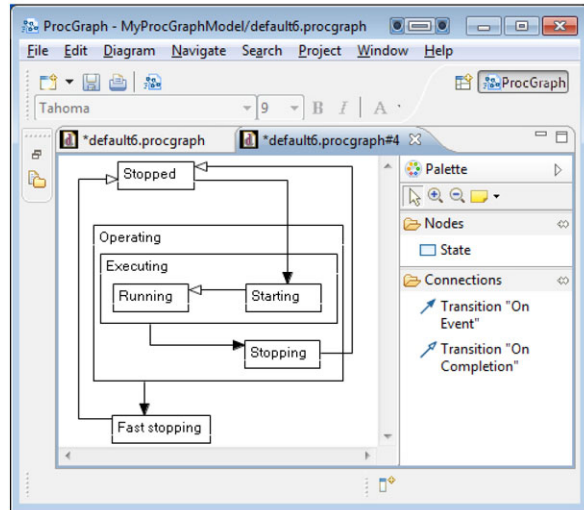 ProcGraph - MyProcGraphModel/default6.procgraph
File Edit Diagram Navigate Search Project Window Help
ProcGraph
Tahoma 9 B I A
*default6.procgraph *default6.procgraph#4
Stopped
Operating
Executing
Running Starting
Stopping
Fast stopping
Palette
Nodes
State
Connections
Transition "On
Event"
Transition "On
Completion"